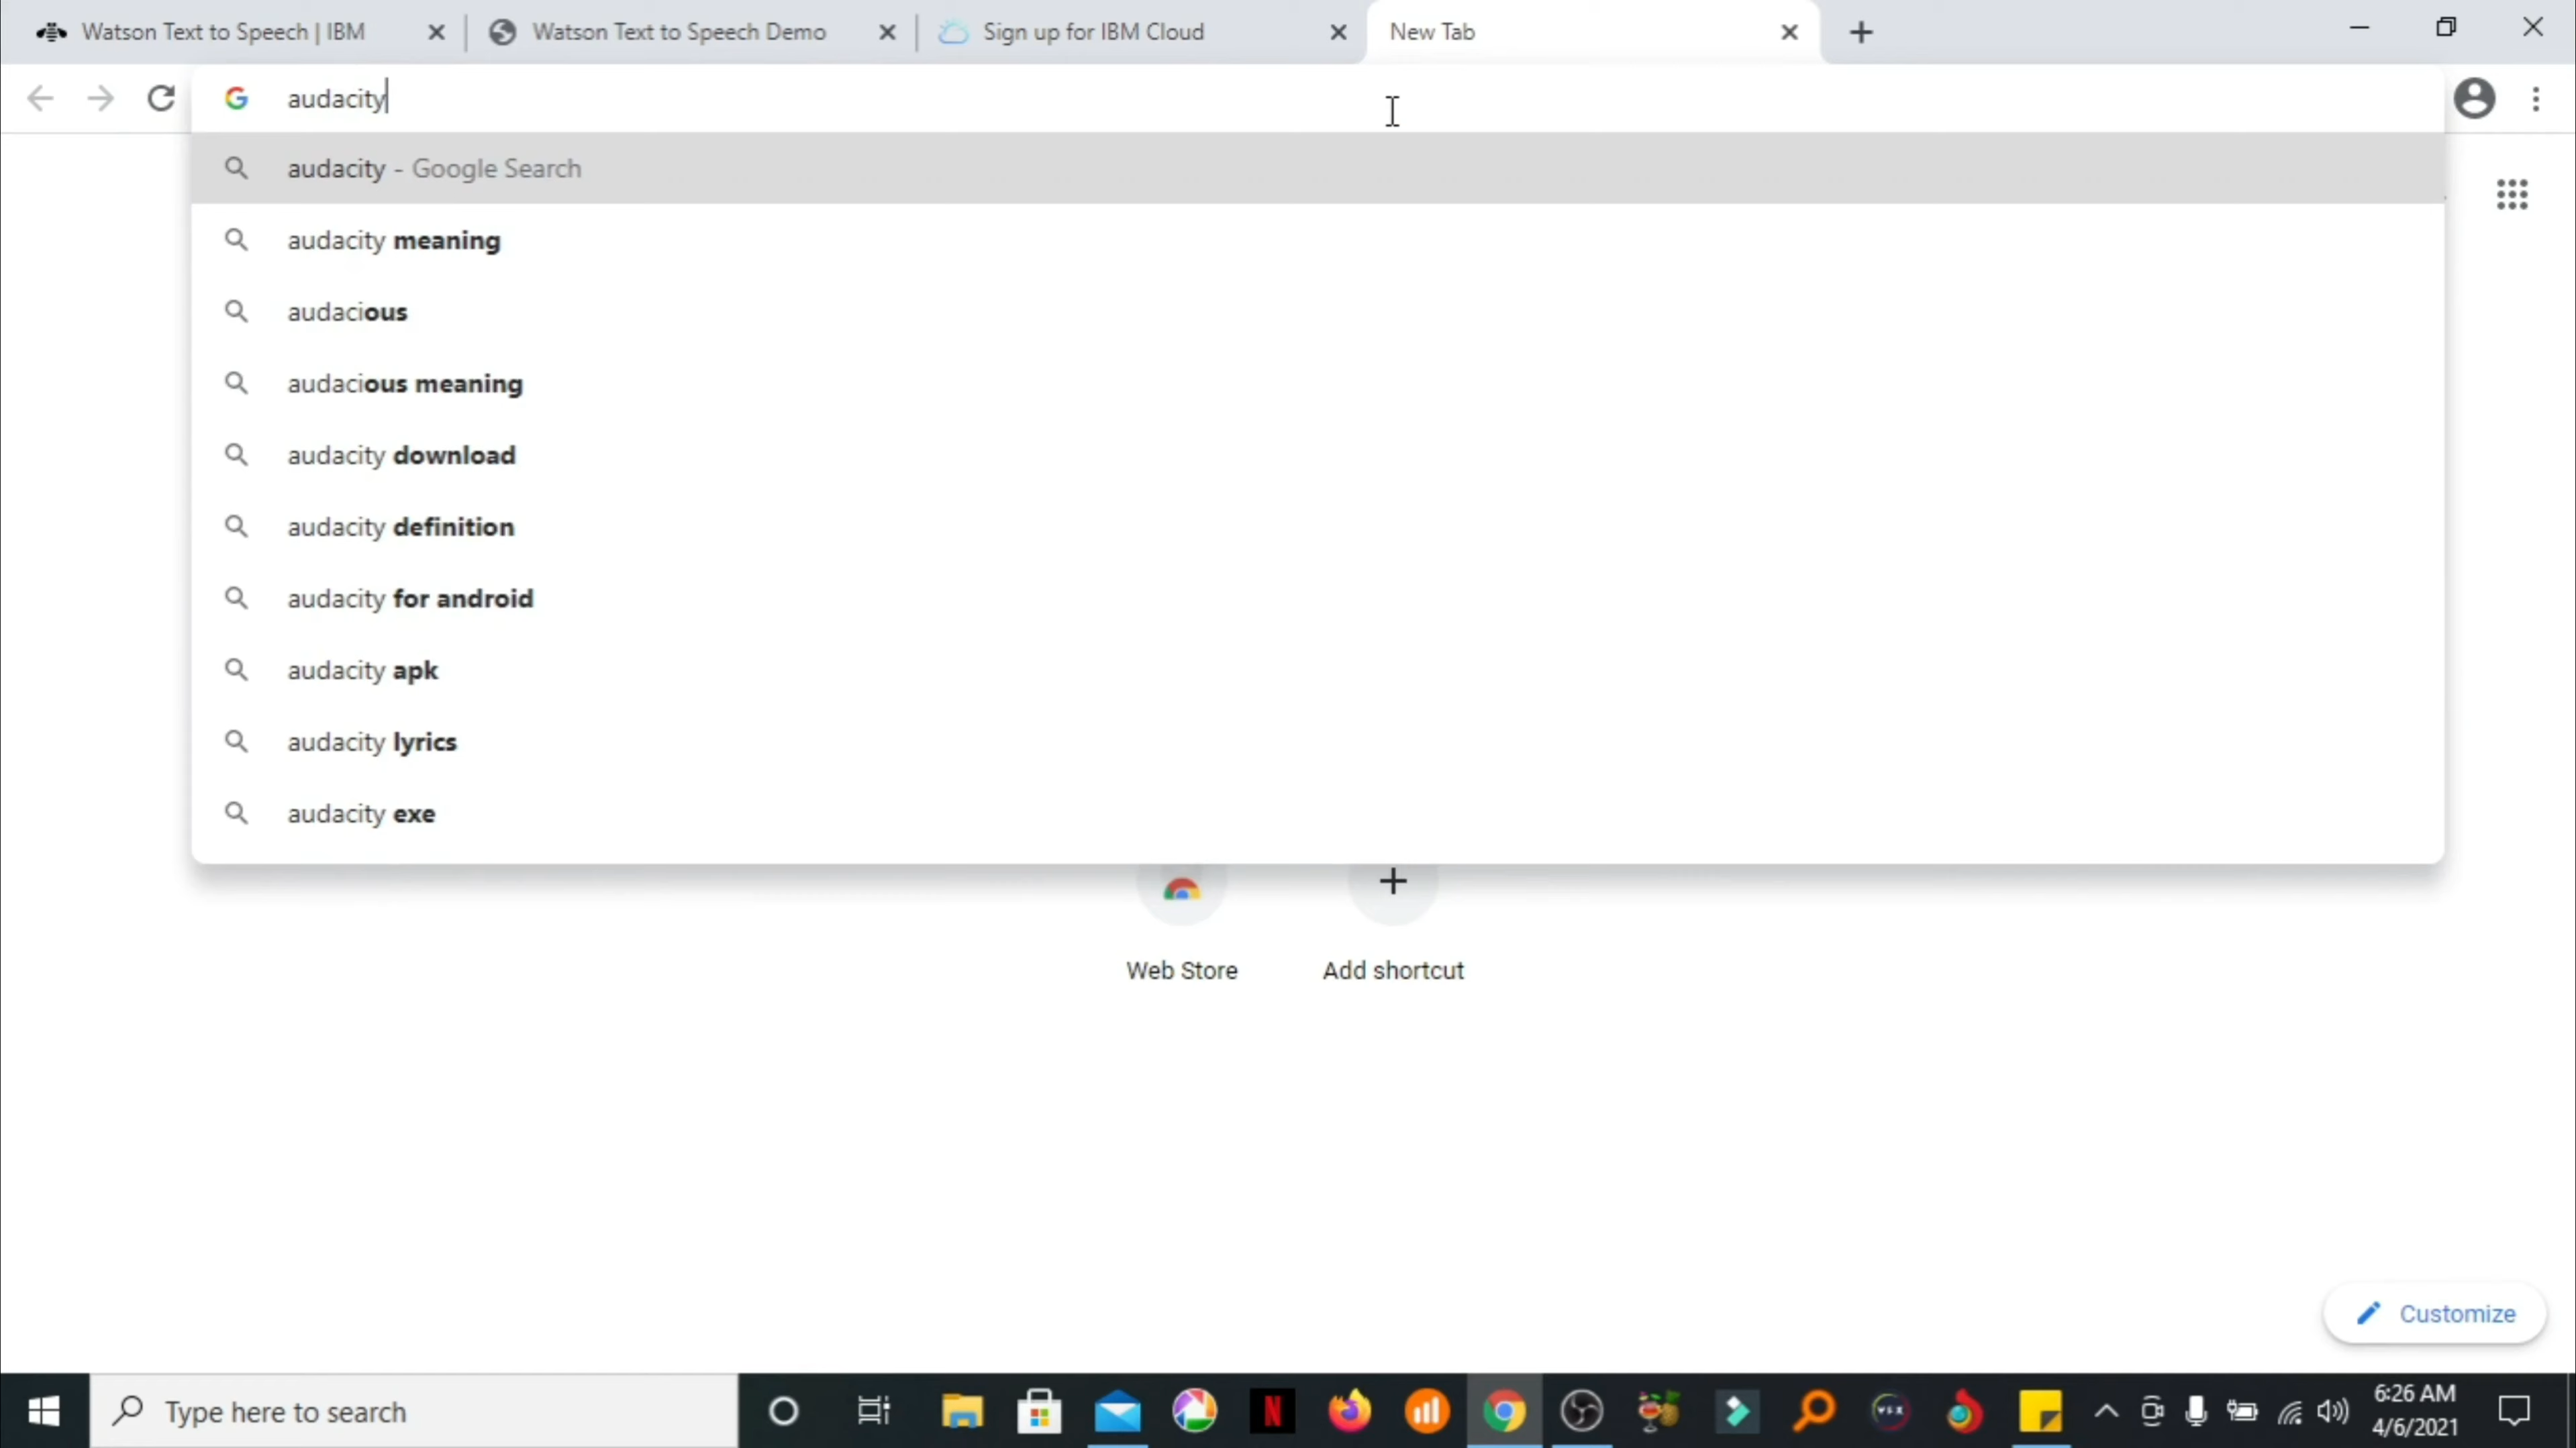 Watson Text to Speech | IBM
Watson Text to Speech Demo
Sign up for IBM Cloud
New Tab
audacity
audacity - Google Search
audacity meaning
audacious
audacious meaning
audacity download
audacity definition
audacity for android
audacity apk
audacity lyrics
audacity exe
Web Store
Add shortcut
Customize
Type here to search
N
VFX
6:26 AM
4/6/2021